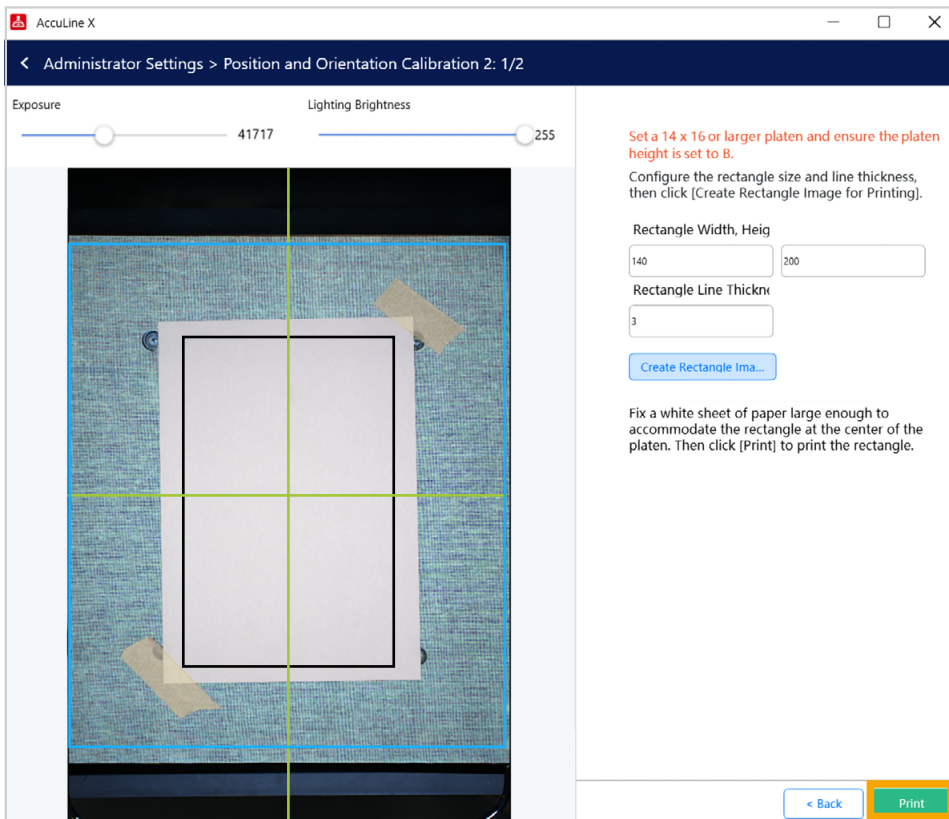 AccuLine X
Administrator Settings > Position and Orientation Calibration 2: 1/2
Exposure
41717
Lighting Brightness
255
Set a 14 x 16 or larger platen and ensure the platen
height is set to B.
Configure the rectangle size and line thickness,
then click [Create Rectangle Image for Printing].
Rectangle Width, Heig
140
200
Rectangle Line Thickn
3
Create Rectangle Ima...
Fix a white sheet of paper large enough to
accommodate the rectangle at the center of the
platen. Then click [Print] to print the rectangle.
< Back
Print